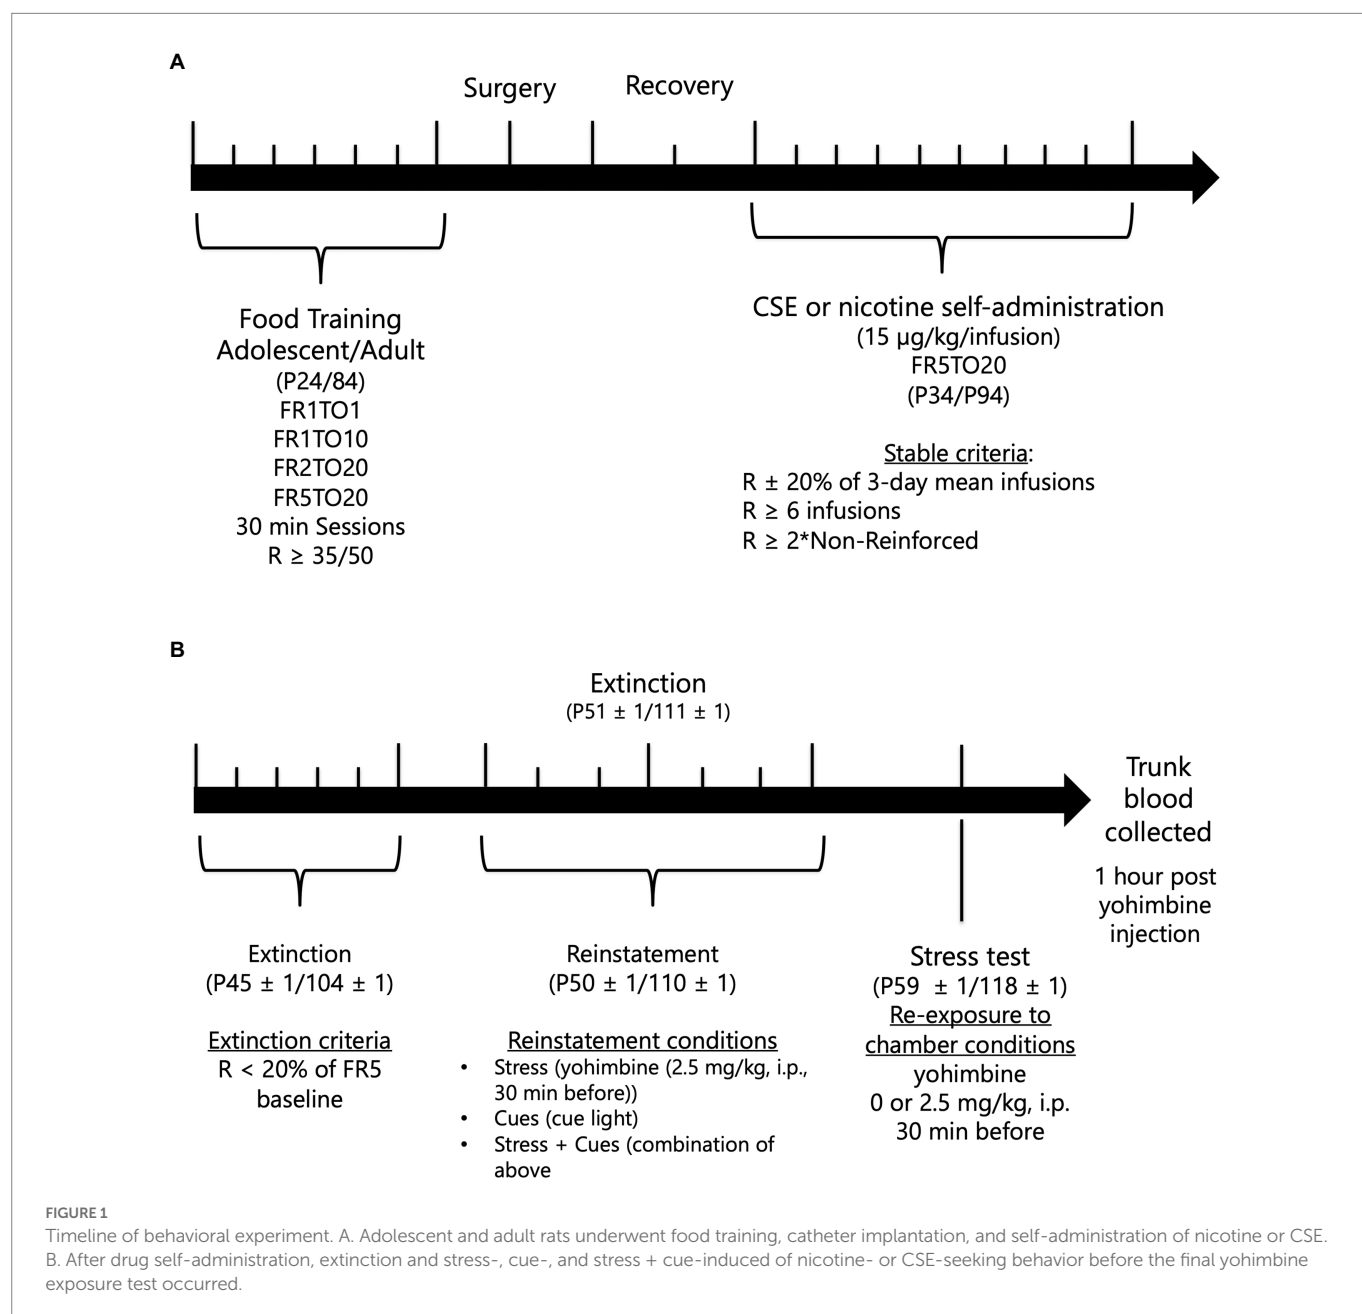 A
Surgery
Recovery
Food Training
Adolescent/Adult
(P24/84)
FR1TO1
FR1TO10
FR2TO20
FR5TO20
30 min Sessions
R ≥ 35/50
CSE or nicotine self-administration
(15 µg/kg/infusion)
FR5TO20
(P34/P94)
Stable criteria:
R ± 20% of 3-day mean infusions
R ≥ 6 infusions
R ≥ 2*Non-Reinforced
B
Extinction
(P51 ± 1/111 ± 1)
Trunk
blood
collected
1 hour post
yohimbine
injection
Extinction
(P45 ± 1/104 ± 1)
Extinction criteria
R < 20% of FR5
baseline
Reinstatement
(P50 ± 1/110 ± 1)
Reinstatement conditions
• Stress (yohimbine (2.5 mg/kg, i.p.,
30 min before))
• Cues (cue light)
• Stress + Cues (combination of
above
Stress test
(P59 ± 1/118 ± 1)
Re-exposure to
chamber conditions
yohimbine
0 or 2.5 mg/kg, i.p.
30 min before
FIGURE 1
Timeline of behavioral experiment. A. Adolescent and adult rats underwent food training, catheter implantation, and self-administration of nicotine or CSE.
B. After drug self-administration, extinction and stress-, cue-, and stress + cue-induced of nicotine- or CSE-seeking behavior before the final yohimbine
exposure test occurred.